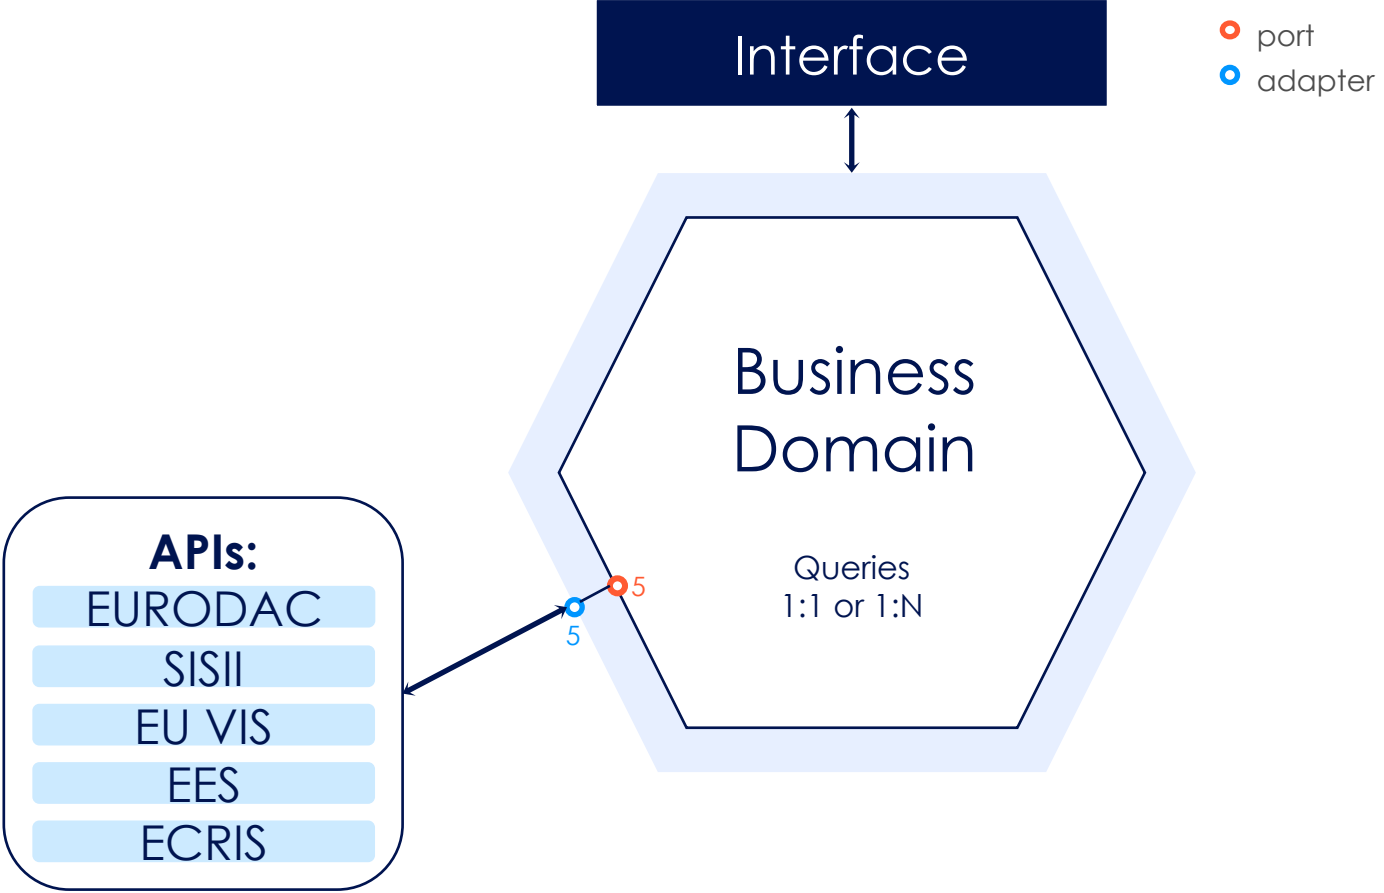 Interface
port
adapter
Business
Domain
Queries
1:1 or 1:N
5
5
APIs:
EURODAC
SISII
EU VIS
EES
ECRIS